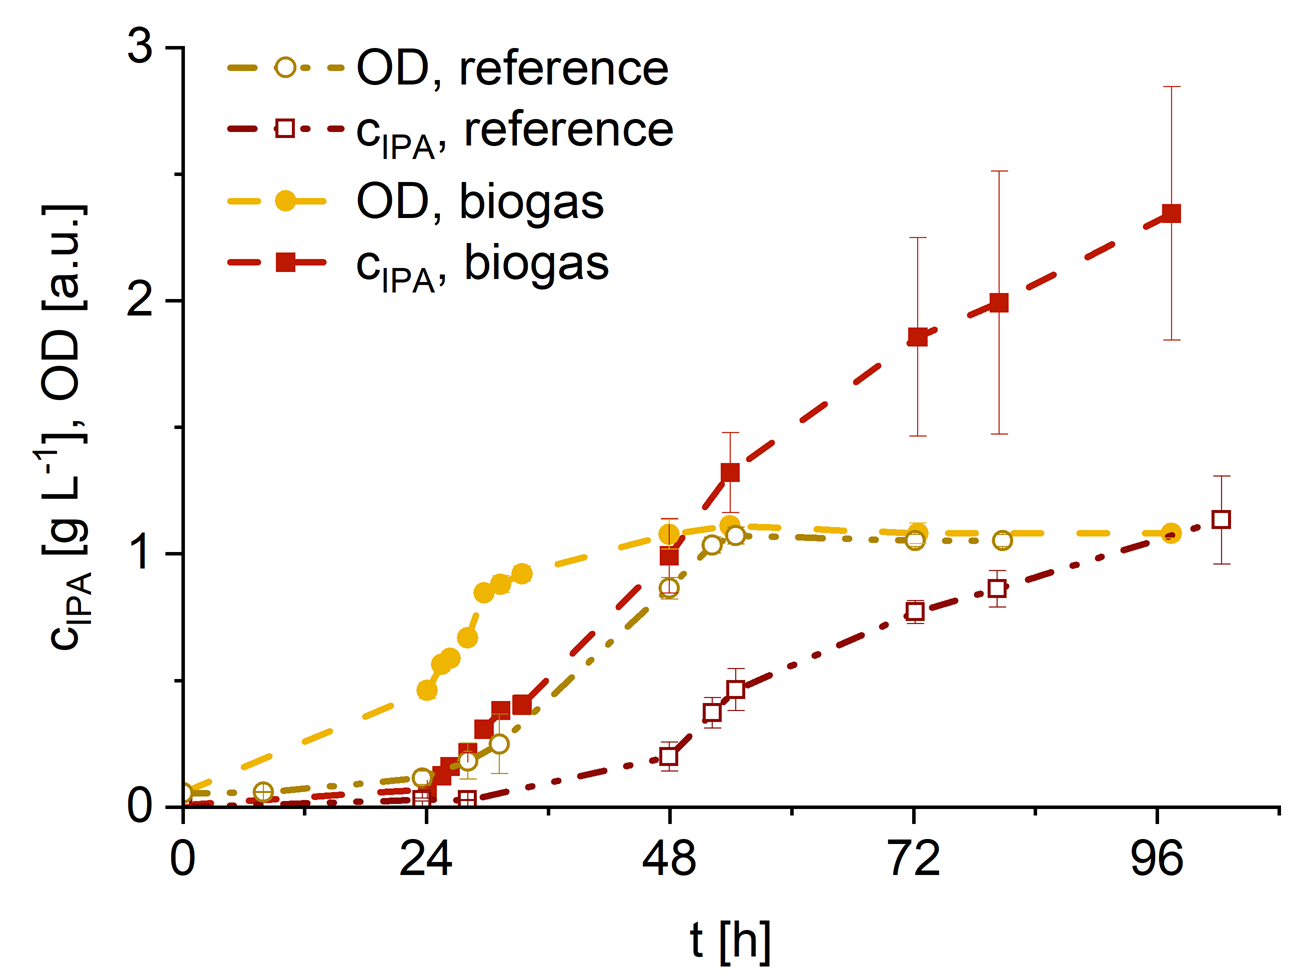 3
OD, reference
cIPA, reference
OD, biogas
cIPA, biogas
2
1
0
cIPA [g L-1], OD [a.u.]
0 24 48 72 96
t [h]